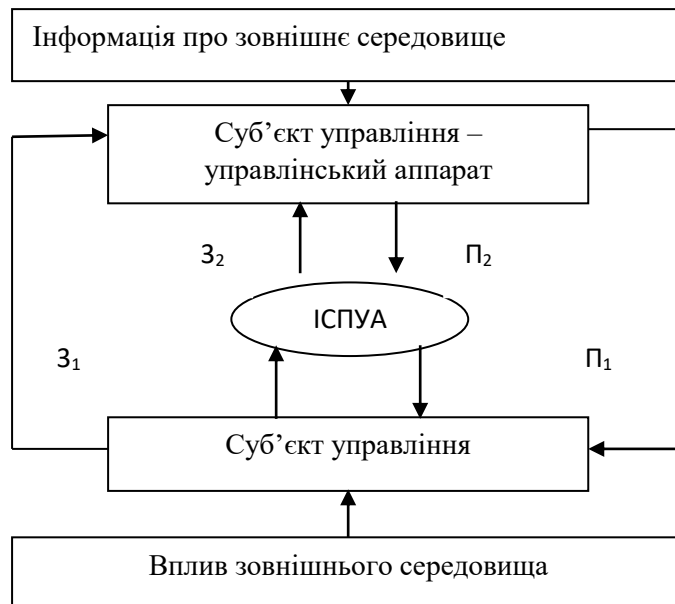 Інформація про зовнішнє середовище
Суб’єкт управління –
управлінський аппарат
З₂
П₂
ІСПУА
З₁
П₁
Суб’єкт управління
Вплив зовнішнього середовища